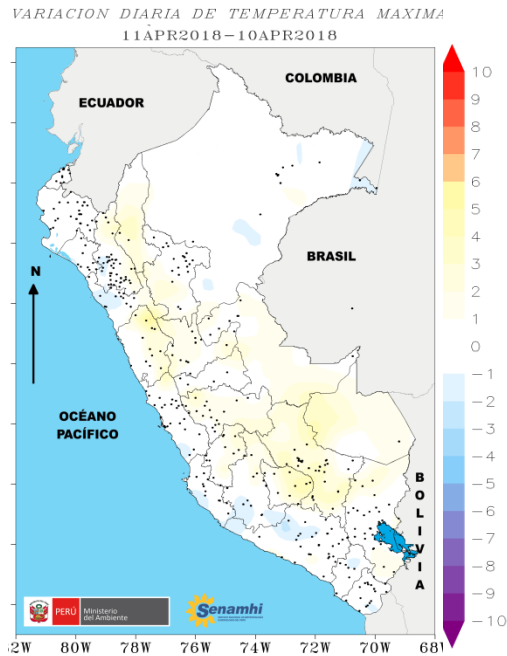 VARIACION DIARIA DE TEMPERATURA MAXIMA
11APR2018−10APR2018
COLOMBIA
ECUADOR
BRASIL
N
OCÉANO
PACÍFICO
BOLIVIA
10
9
8
7
6
5
4
3
2
1
0
−1
−2
−3
−4
−5
−6
−7
−8
−9
−10
PERÚ
Ministerio
del Ambiente
Senamhi
2W 80W 78W 76W 74W 72W 70W 68W